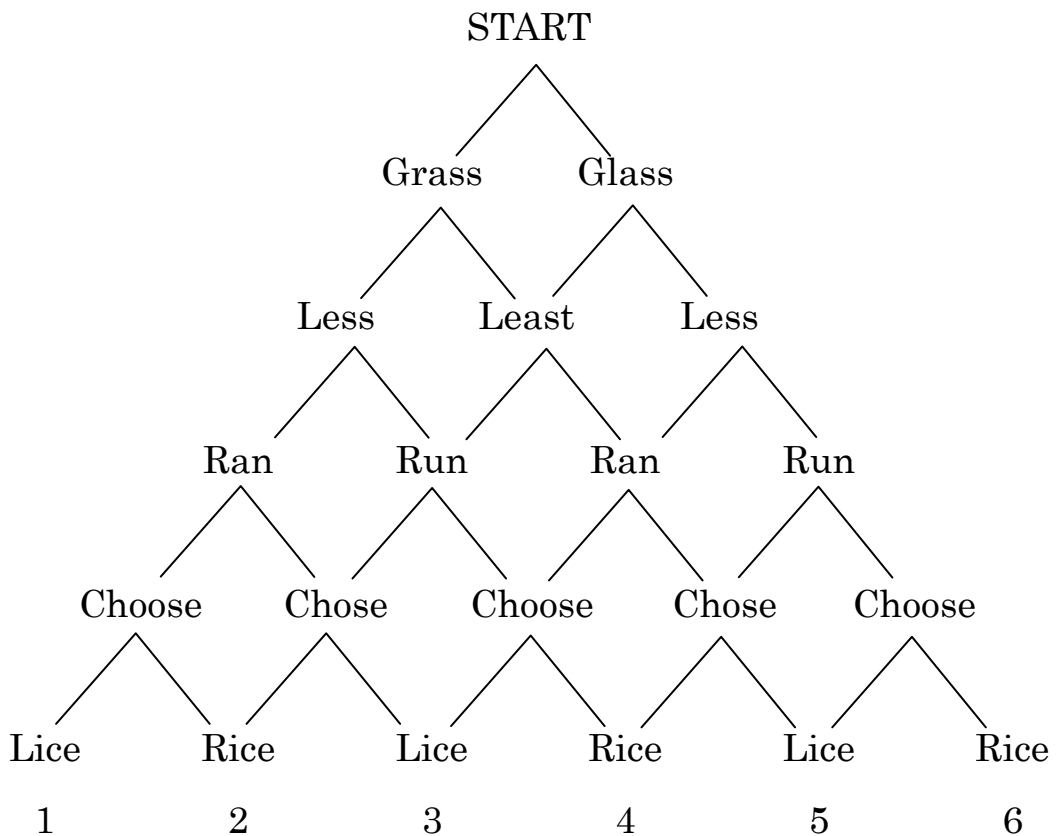 START
Grass Glass
Less Least Less
Ran Run Ran Run
Choose Chose Choose Chose Choose
Lice Rice Lice Rice Lice Rice
1 2 3 4 5 6